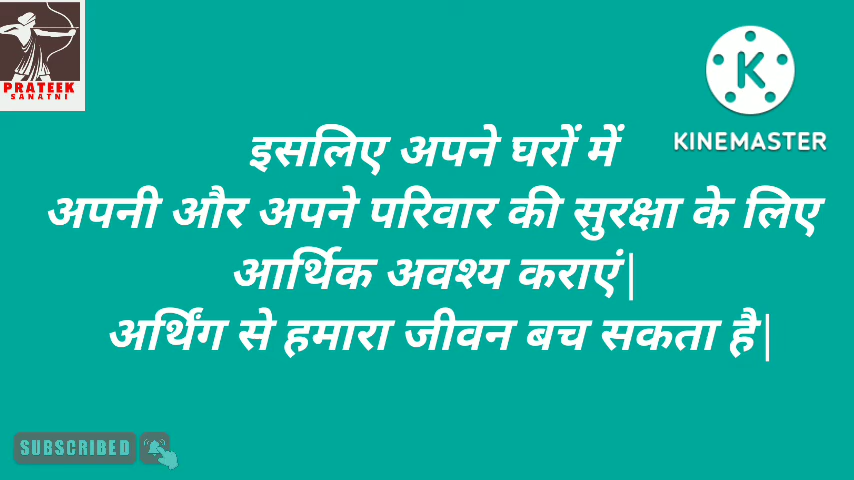 PRATEEK
SANATNI
K
KINEMASTER
इसलिए अपने घरों में
अपनी और अपने परिवार की सुरक्षा के लिए
आर्थिक अवश्य कराएं|
अर्थिंग से हमारा जीवन बच सकता है|
SUBSCRIBED